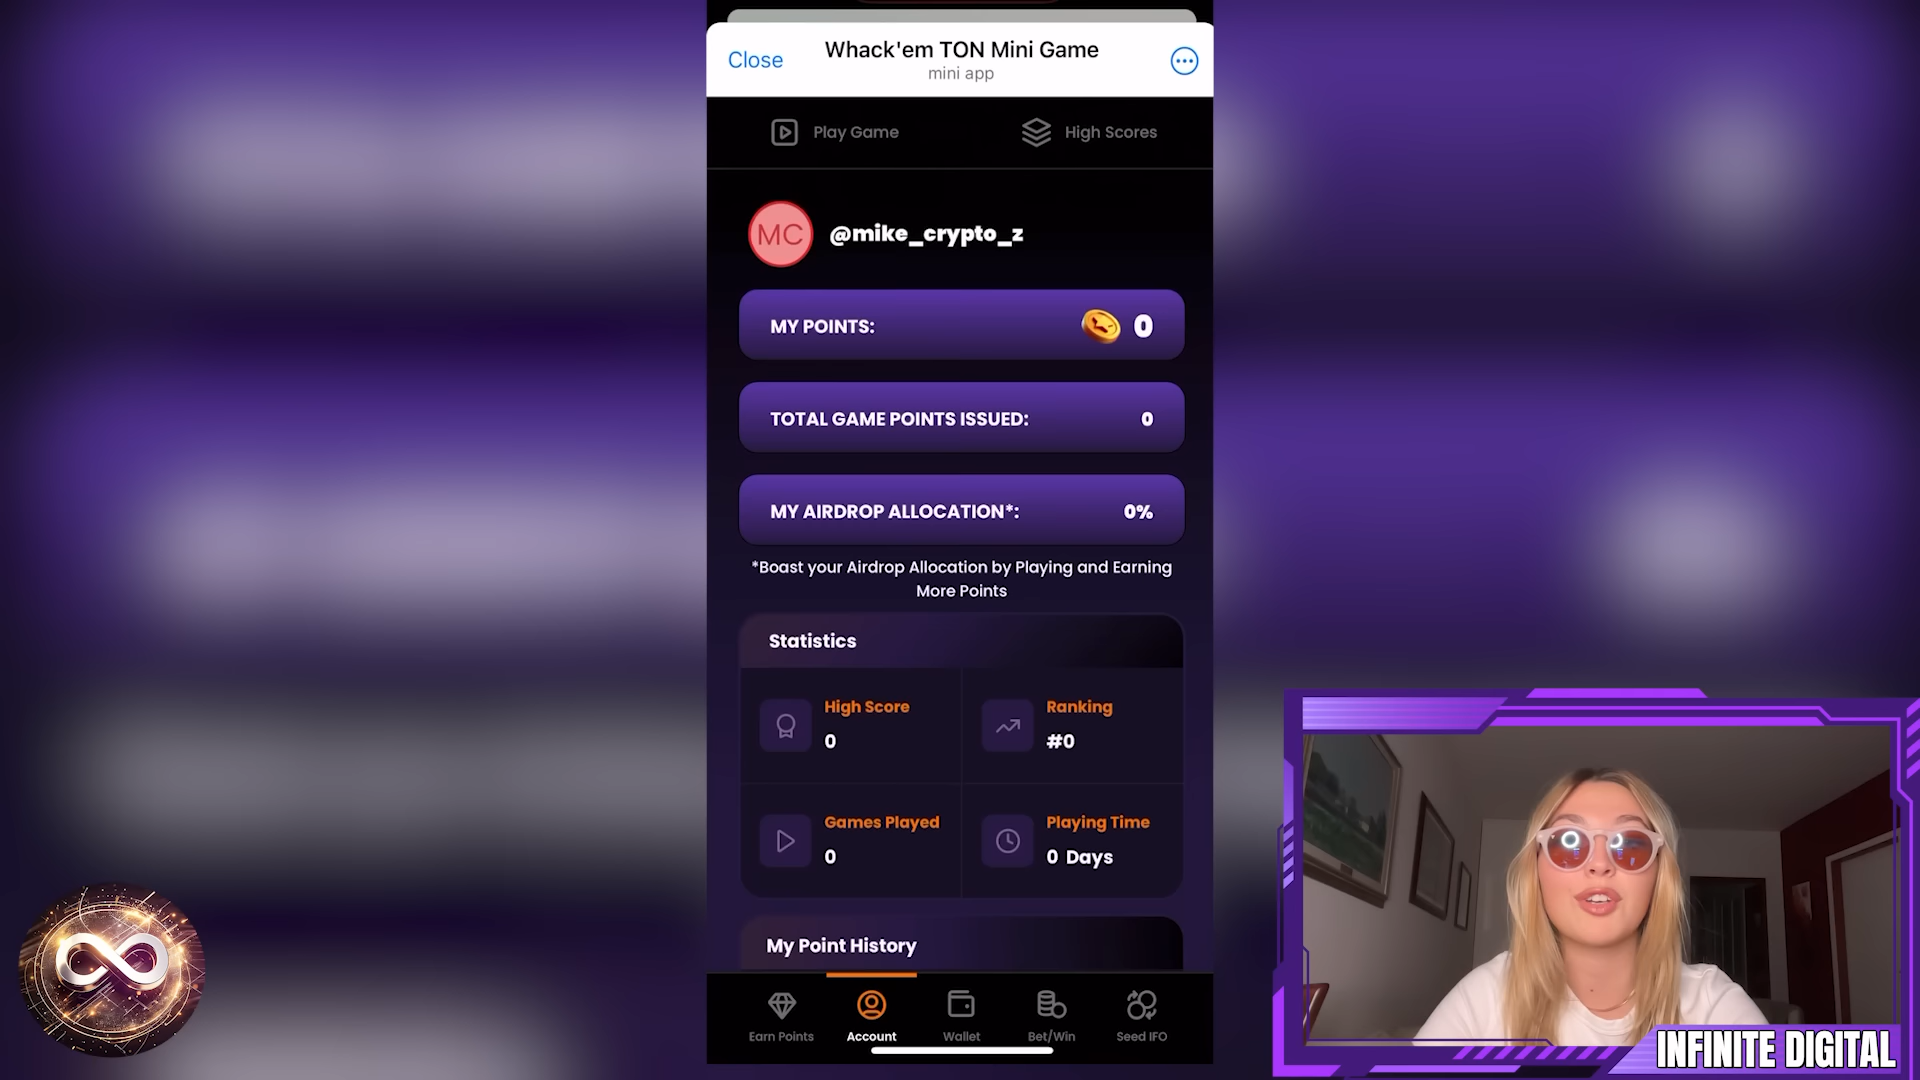 Close
Whack'em TON Mini Game
mini app
Play Game
High Scores
MC
@mike_crypto_z
MY POINTS:
0
TOTAL GAME POINTS ISSUED:
0
MY AIRDROP ALLOCATION*:
0%
*Boast your Airdrop Allocation by Playing and Earning
More Points
Statistics
High Score
0
Ranking
#0
Games Played
0
Playing Time
0 Days
My Point History
Earn Points
Account
Wallet
Bet/Win
Seed IFO
INFINITE DIGITAL